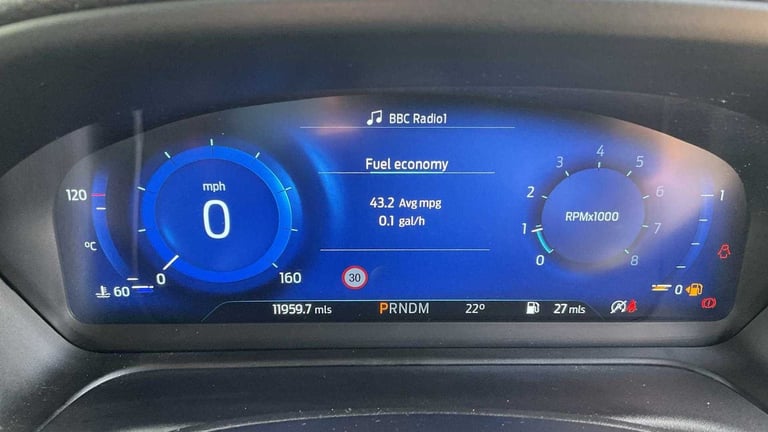 BBC Radio1
Fuel economy
43.2 Avg mpg
0.1 gal/h
120
°C
60
mph
0
0
160
30
0
1
2
3
4
5
6
7
8
RPMx1000
1
0
11959.7 mls
PRNDM
22º
27 mls